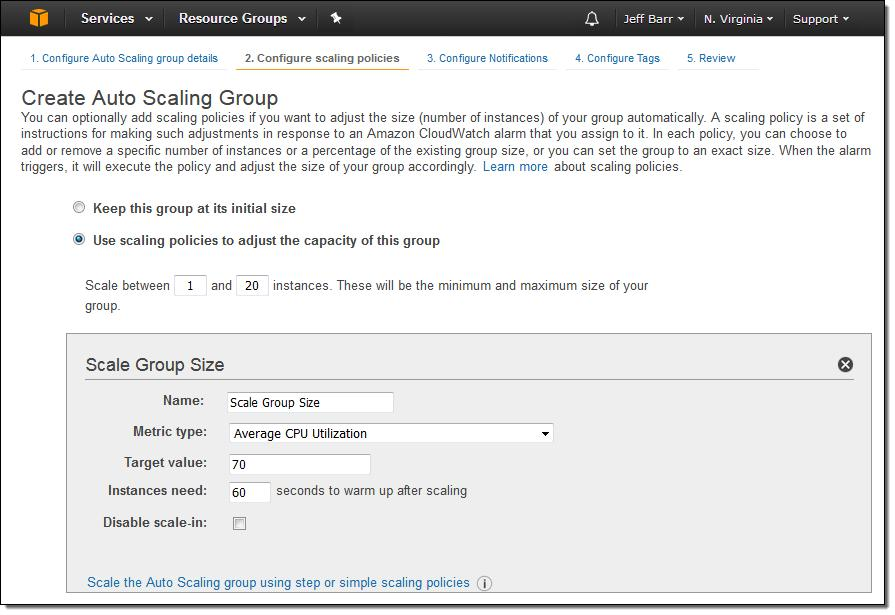 Services Resource Groups Jeff Barr N. Virginia Support
1. Configure Auto Scaling group details 2. Configure scaling policies 3. Configure Notifications 4. Configure Tags 5. Review
Create Auto Scaling Group
You can optionally add scaling policies if you want to adjust the size (number of instances) of your group automatically. A scaling policy is a set of
instructions for making such adjustments in response to an Amazon CloudWatch alarm that you assign to it. In each policy, you can choose to
add or remove a specific number of instances or a percentage of the existing group size, or you can set the group to an exact size. When the alarm
triggers, it will execute the policy and adjust the size of your group accordingly. Learn more about scaling policies.
Keep this group at its initial size
Use scaling policies to adjust the capacity of this group
Scale between 1 and 20 instances. These will be the minimum and maximum size of your
group.
Scale Group Size
Name: Scale Group Size
Metric type: Average CPU Utilization
Target value: 70
Instances need: 60 seconds to warm up after scaling
Disable scale-in:
Scale the Auto Scaling group using step or simple scaling policies i